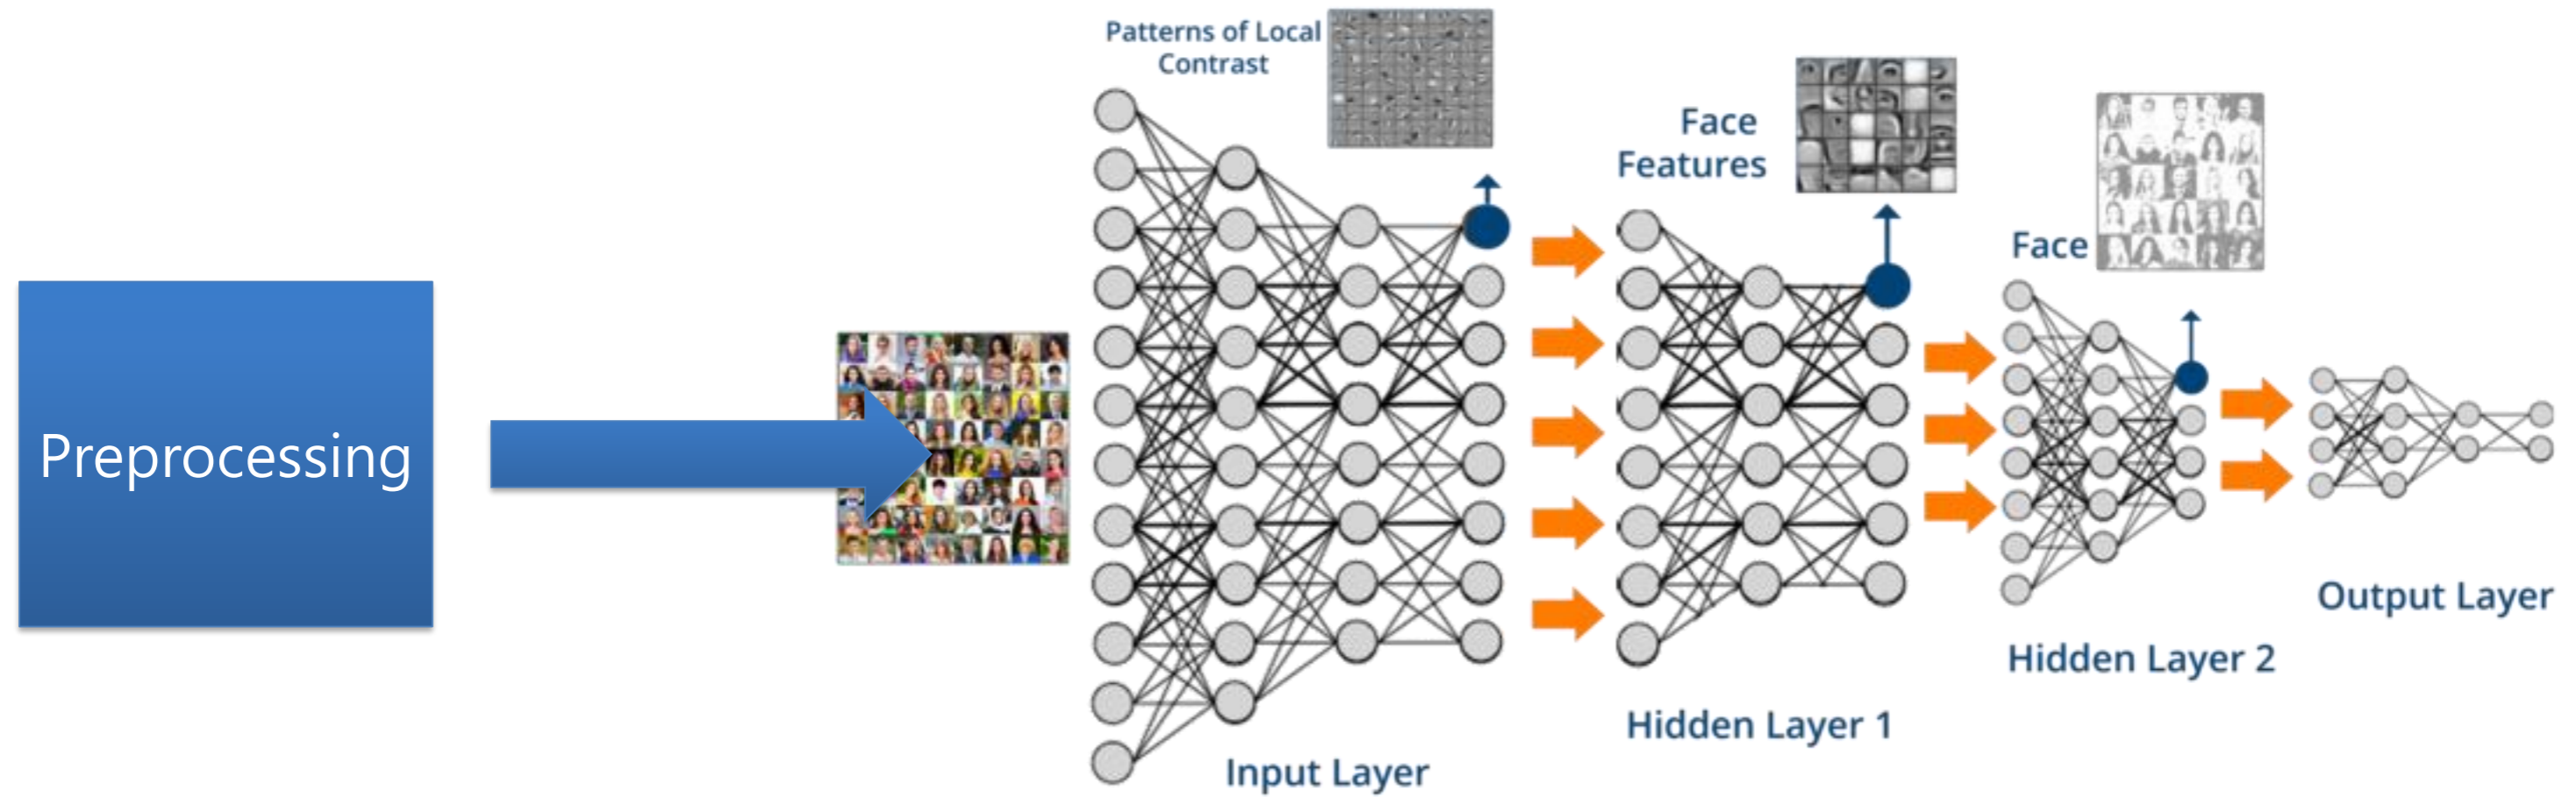 Preprocessing
Patterns of Local
Contrast
Input Layer
Face
Features
Hidden Layer 1
Face
Hidden Layer 2
Output Layer